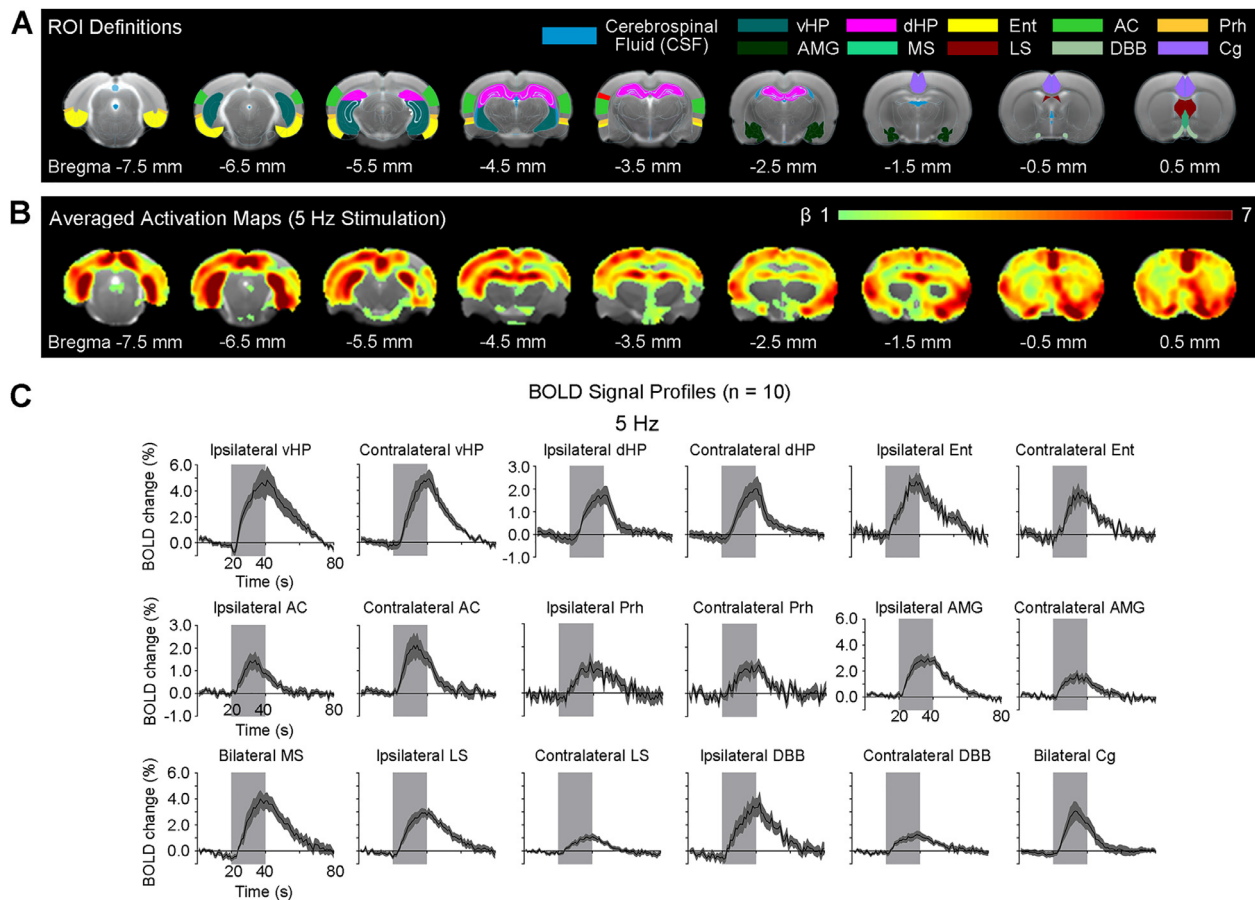 A
ROI Definitions
Cerebrospinal Fluid (CSF)
vHP dHP Ent AC Prh
AMG MS LS DBB Cg
Bregma -7.5 mm -6.5 mm -5.5 mm -4.5 mm -3.5 mm -2.5 mm -1.5 mm -0.5 mm 0.5 mm
B
Averaged Activation Maps (5 Hz Stimulation)
β 1 7
Bregma -7.5 mm -6.5 mm -5.5 mm -4.5 mm -3.5 mm -2.5 mm -1.5 mm -0.5 mm 0.5 mm
C
BOLD Signal Profiles (n = 10)
5 Hz
Ipsilateral vHP Contralateral vHP Ipsilateral dHP Contralateral dHP Ipsilateral Ent Contralateral Ent
BOLD change (%)
6.0
4.0
2.0
0.0
20 40 80
Time (s)
3.0
2.0
1.0
0.0
-1.0
Ipsilateral AC Contralateral AC Ipsilateral Prh Contralateral Prh Ipsilateral AMG Contralateral AMG
BOLD change (%)
3.0
2.0
1.0
0.0
-1.0
20 40 80
Time (s)
6.0
4.0
2.0
0.0
20 40 80
Bilateral MS Ipsilateral LS Contralateral LS Ipsilateral DBB Contralateral DBB Bilateral Cg
BOLD change (%)
6.0
4.0
2.0
0.0
20 40 80
Time (s)